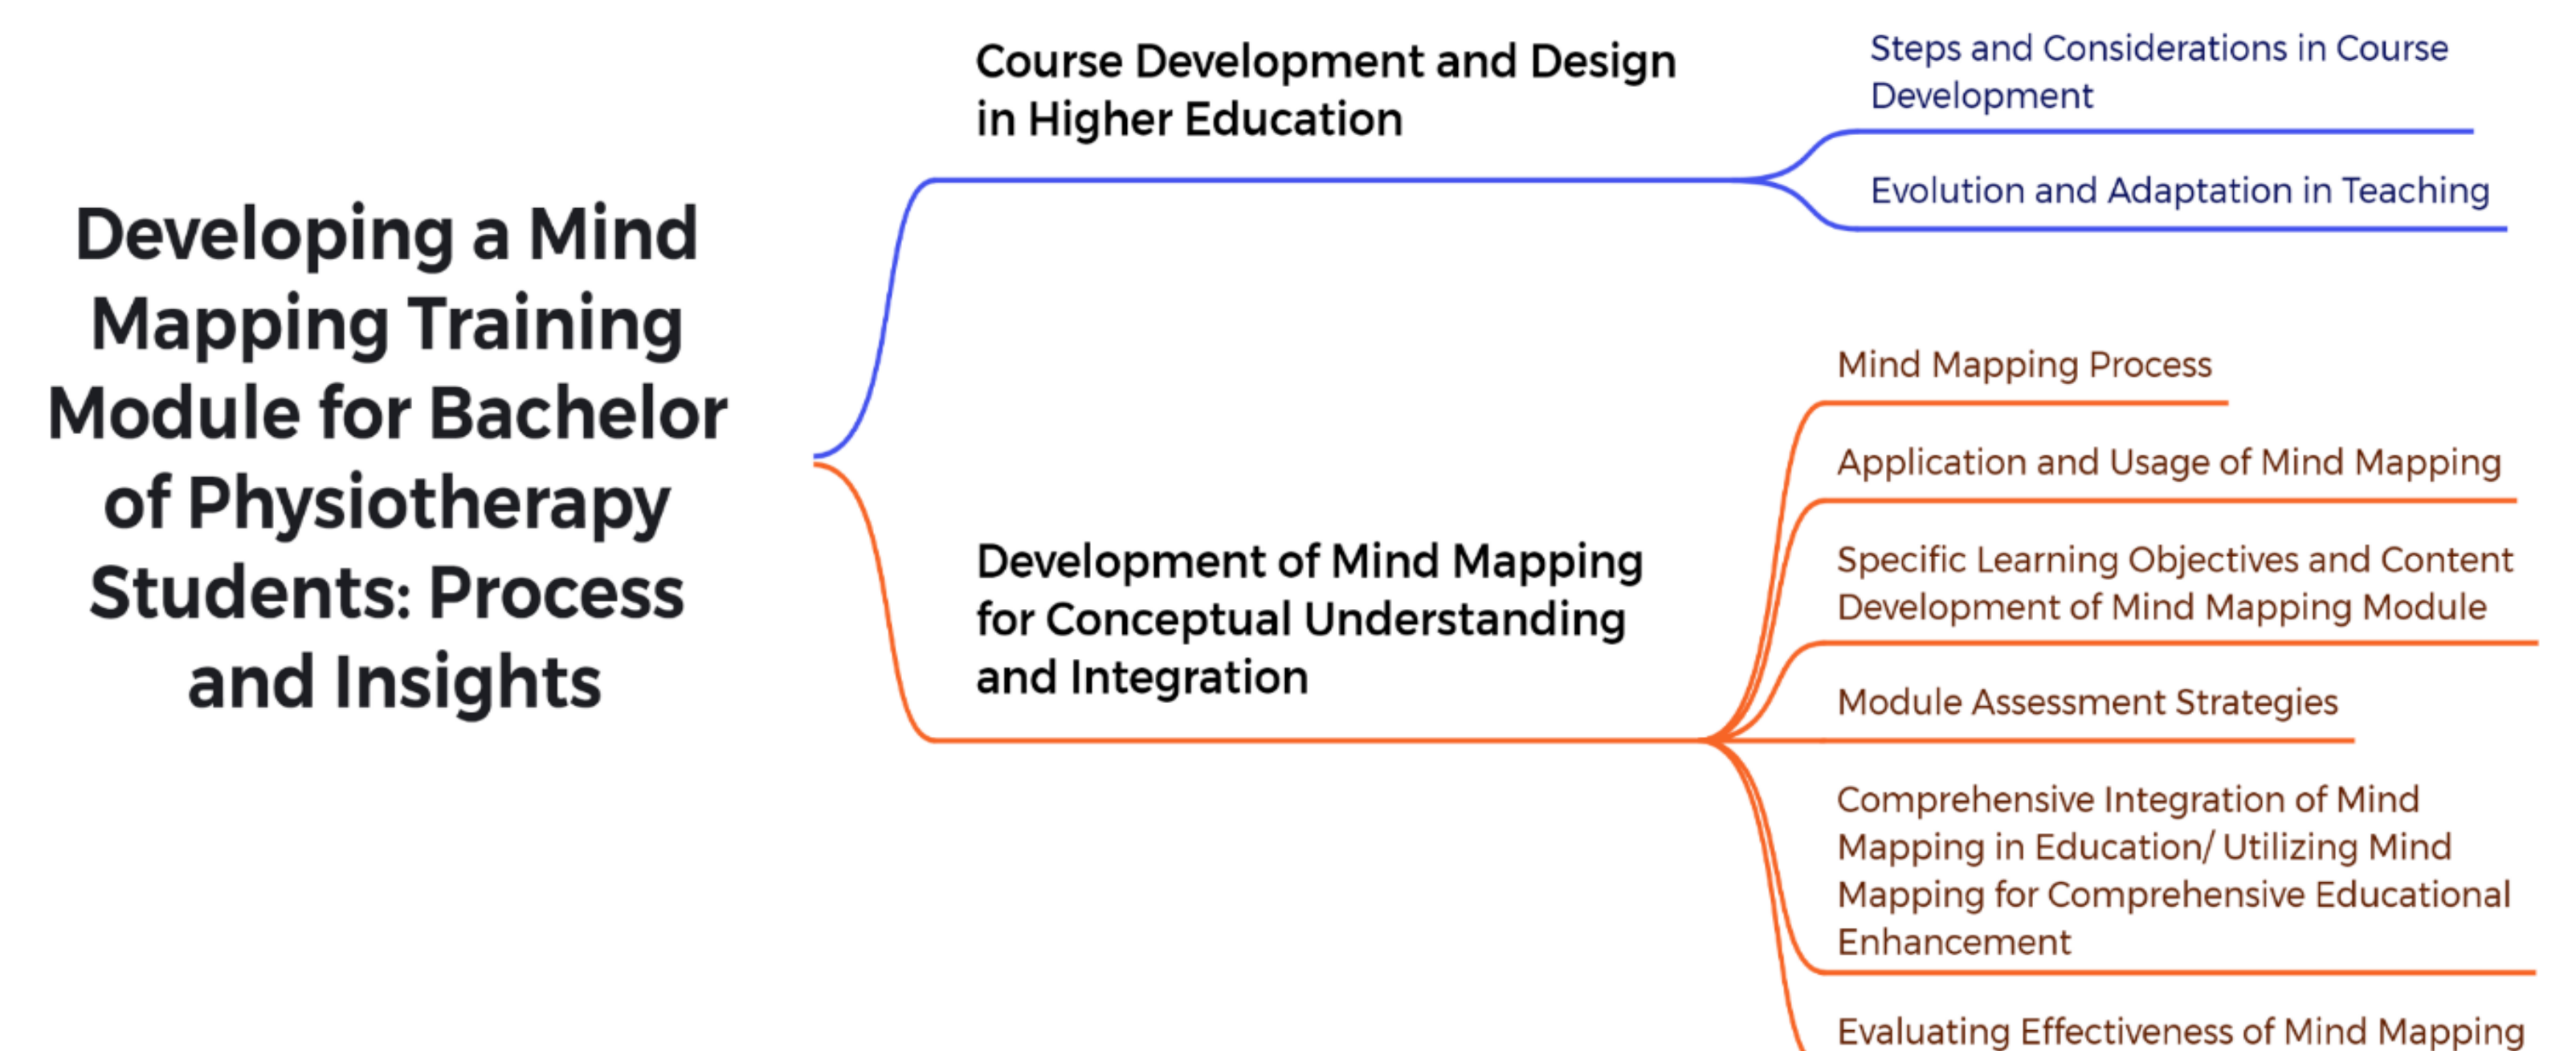 Developing a Mind
Mapping Training
Module for Bachelor
of Physiotherapy
Students: Process
and Insights
Course Development and Design
in Higher Education
Steps and Considerations in Course
Development
Evolution and Adaptation in Teaching
Development of Mind Mapping
for Conceptual Understanding
and Integration
Mind Mapping Process
Application and Usage of Mind Mapping
Specific Learning Objectives and Content
Development of Mind Mapping Module
Module Assessment Strategies
Comprehensive Integration of Mind
Mapping in Education/ Utilizing Mind
Mapping for Comprehensive Educational
Enhancement
Evaluating Effectiveness of Mind Mapping